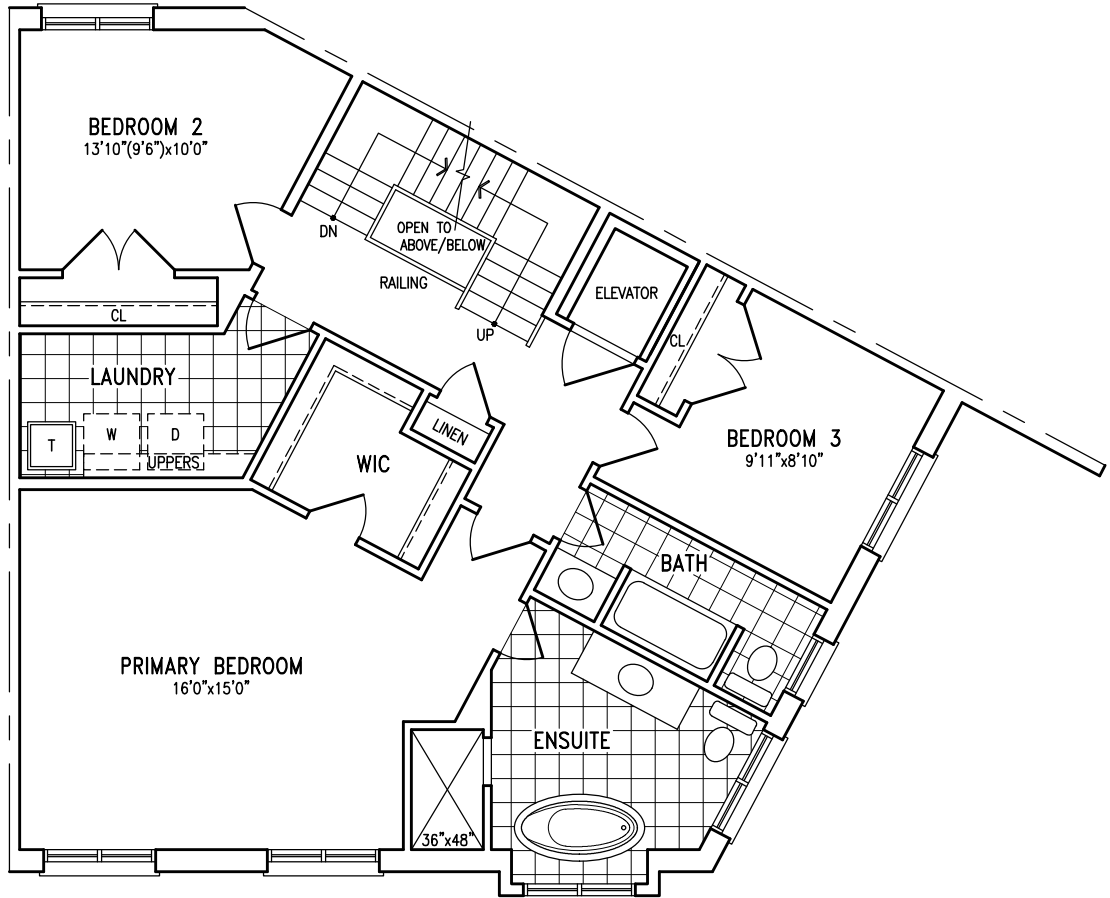 BEDROOM 2
13'10"(9'6")x10'0"
DN
OPEN TO
ABOVE/BELOW
RAILING
UP
ELEVATOR
CL
CL
LAUNDRY
T
W
D
UPPERS
LINEN
WIC
BEDROOM 3
9'11"x8'10"
BATH
PRIMARY BEDROOM
16'0"x15'0"
ENSUITE
36"x48"